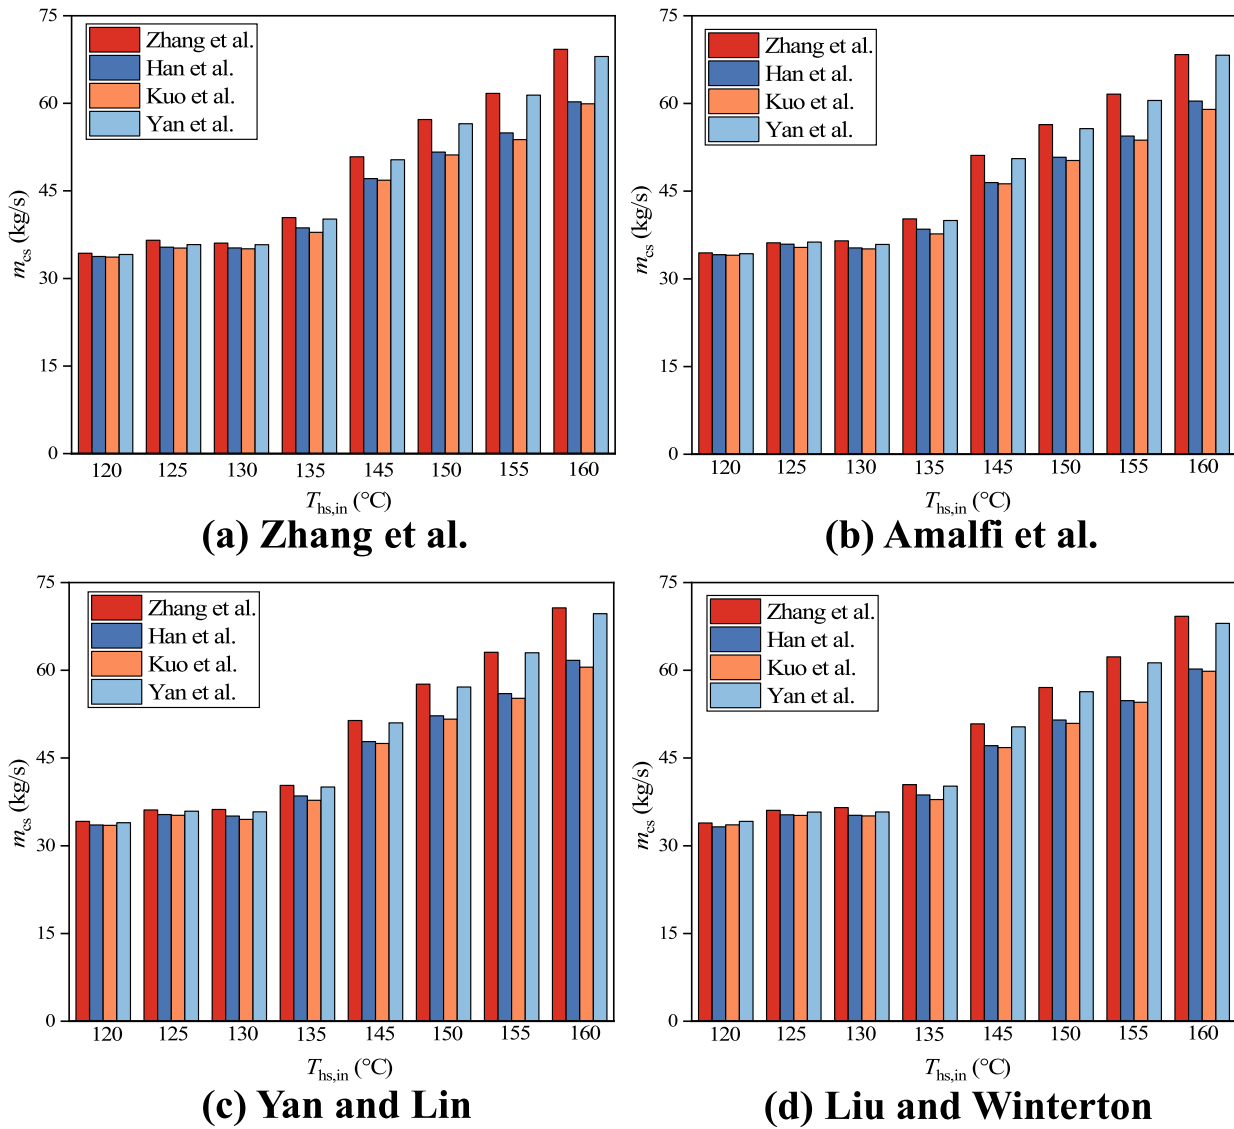 75
60
45
30
15
0
m_cs (kg/s)
Zhang et al.
Han et al.
Kuo et al.
Yan et al.
120 125 130 135 145 150 155 160
T_hs,in (°C)
(a) Zhang et al.
75
60
45
30
15
0
m_cs (kg/s)
Zhang et al.
Han et al.
Kuo et al.
Yan et al.
120 125 130 135 145 150 155 160
T_hs,in (°C)
(b) Amalfi et al.
75
60
45
30
15
0
m_cs (kg/s)
Zhang et al.
Han et al.
Kuo et al.
Yan et al.
120 125 130 135 145 150 155 160
T_hs,in (°C)
(c) Yan and Lin
75
60
45
30
15
0
m_cs (kg/s)
Zhang et al.
Han et al.
Kuo et al.
Yan et al.
120 125 130 135 145 150 155 160
T_hs,in (°C)
(d) Liu and Winterton